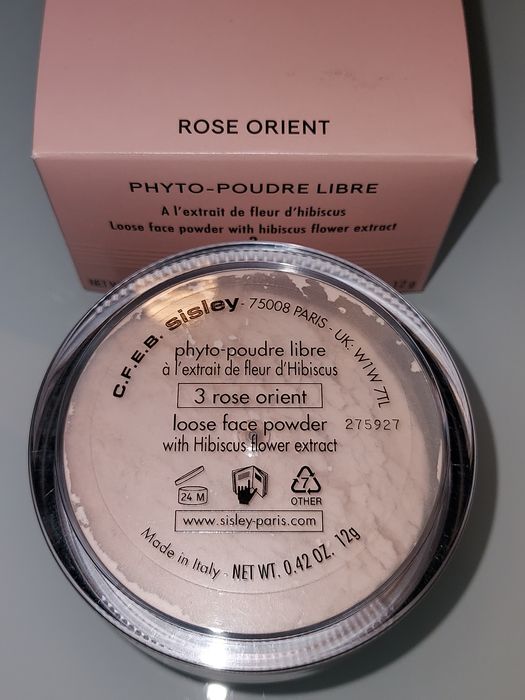 ROSE ORIENT
PHYTO-POUDRE LIBRE
A l'extrait de fleur d'hibiscus
Loose face powder with hibiscus flower extract
C.F.E.B. sisley - 75008 PARIS - UK: W1W 7TL
phyto-poudre libre
à l'extrait de fleur d'Hibiscus
3 rose orient
loose face powder
275927
with Hibiscus flower extract
24 M
7
OTHER
www.sisley-paris.com
Made in Italy - NET WT. 0.42 OZ. 12g